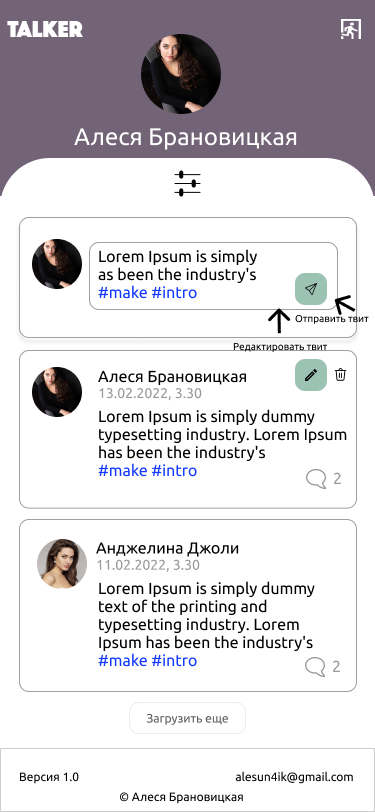 TALKER
Алеся Брановицкая
Lorem Ipsum is simply
as been the industry's
#make #intro
Отправить твит
Редактировать твит
Алеся Брановицкая
13.02.2022, 3.30
Lorem Ipsum is simply dummy
typesetting industry. Lorem Ipsum
has been the industry's
#make #intro
2
Анджелина Джоли
11.02.2022, 3.30
Lorem Ipsum is simply dummy
text of the printing and
typesetting industry. Lorem
Ipsum has been the industry's
#make #intro
2
Загрузить еще
Версия 1.0
alesun4ik@gmail.com
© Алеся Брановицкая